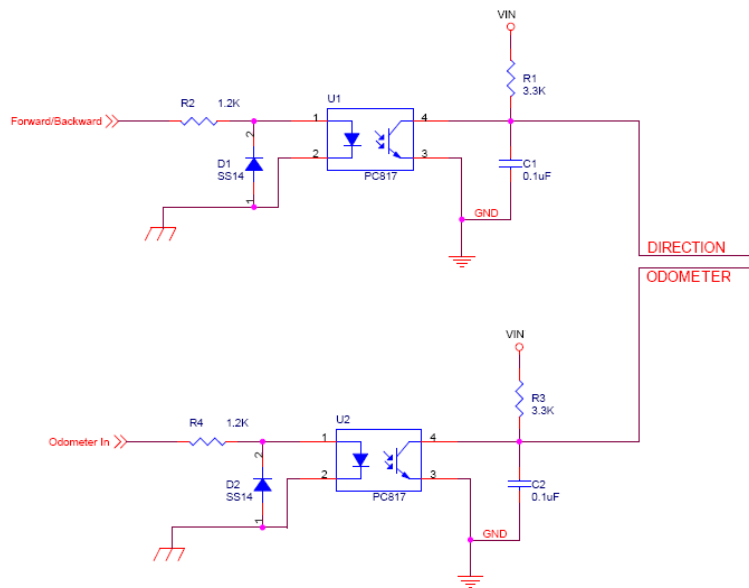 VIN
R1
3.3K
R2 1.2K
U1
Forward/Backward
1
4
2
D1
SS14
2
3
PC817
C1
0.1uF
1
GND
DIRECTION
ODOMETER
VIN
R3
3.3K
R4 1.2K
U2
Odometer In
1
4
2
D2
SS14
2
3
PC817
C2
0.1uF
1
GND